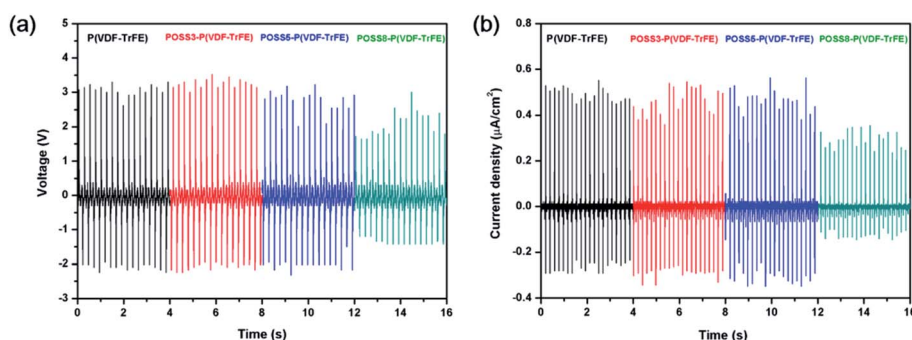 (a)
P(VDF-TrFE) POSS3-P(VDF-TrFE) POSS5-P(VDF-TrFE) POSS8-P(VDF-TrFE)
Voltage (V)
5
4
3
2
1
0
-1
-2
-3
0 2 4 6 8 10 12 14 16
Time (s)
(b)
P(VDF-TrFE) POSS3-P(VDF-TrFE) POSS5-P(VDF-TrFE) POSS8-P(VDF-TrFE)
Current density (μA/cm²)
0.8
0.6
0.4
0.2
0.0
-0.2
-0.4
0 2 4 6 8 10 12 14 16
Time (s)